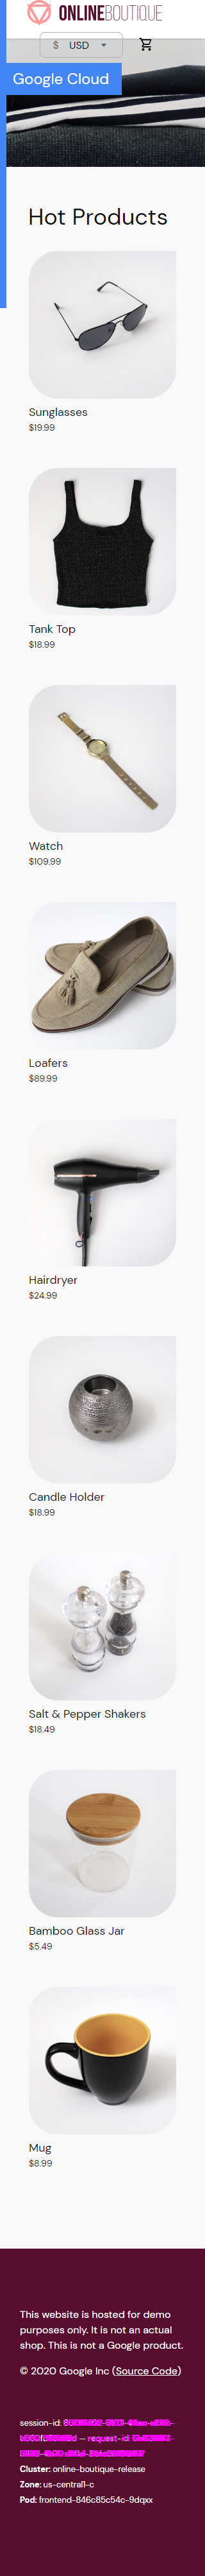 ONLINEBOUTIQUE
$ USD
Google Cloud
Hot Products
Sunglasses
$19.99
Tank Top
$18.99
Watch
$109.99
Loafers
$89.99
Hairdryer
$24.99
Candle Holder
$18.99
Salt & Pepper Shakers
$18.49
Bamboo Glass Jar
$5.49
Mug
$8.99
This website is hosted for demo
purposes only. It is not an actual
shop. This is not a Google product.
© 2020 Google Inc (Source Code)
session-id:
— request-id:
Cluster: online-boutique-release
Zone: us-central1-c
Pod: frontend-846c85c54c-9dqxx